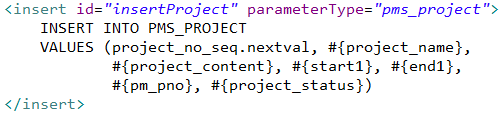 <insert id="insertProject" parameterType="pms_project">
INSERT INTO PMS_PROJECT
VALUES (project_no_seq.nextval, #{project_name},
#{project_content}, #{start1}, #{end1},
#{pm_pno}, #{project_status})
</insert>